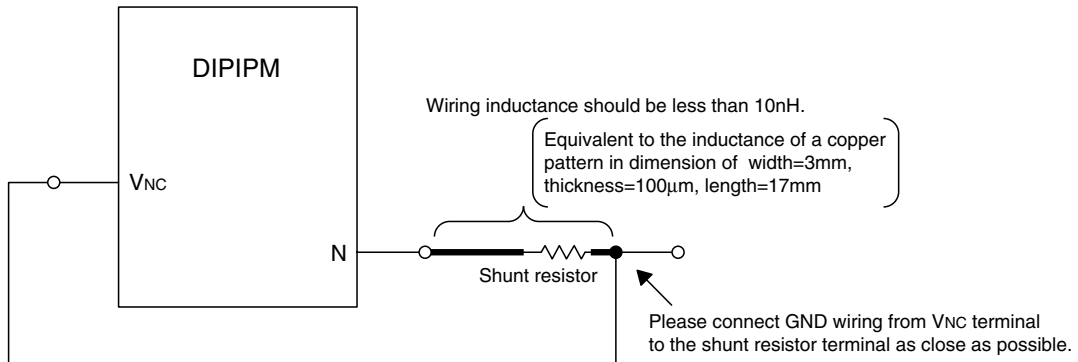 DIPIPM
Wiring inductance should be less than 10nH.
Equivalent to the inductance of a copper
pattern in dimension of width=3mm,
thickness=100μm, length=17mm
VNC
N
Shunt resistor
Please connect GND wiring from VNC terminal
to the shunt resistor terminal as close as possible.